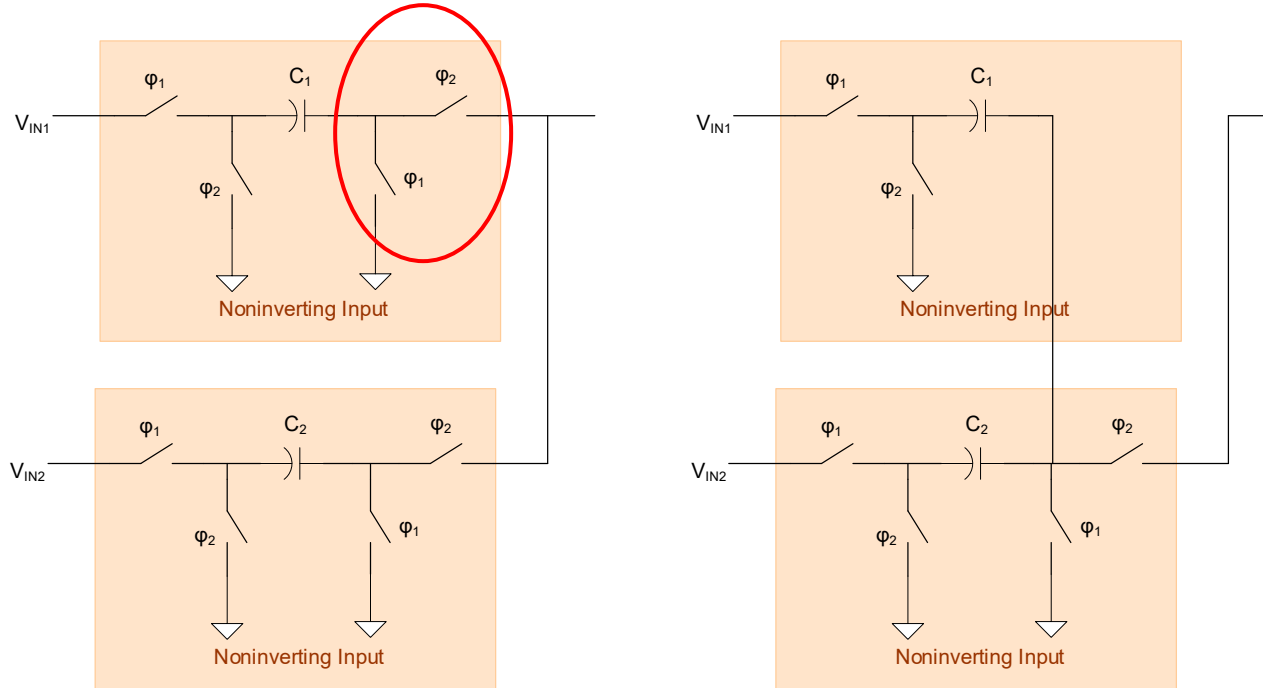 φ1
C1
φ2
VIN1
φ2
φ1
Noninverting Input
φ1
C2
φ2
VIN2
φ2
φ1
Noninverting Input
φ1
C1
VIN1
φ2
Noninverting Input
φ1
C2
φ2
VIN2
φ2
φ1
Noninverting Input